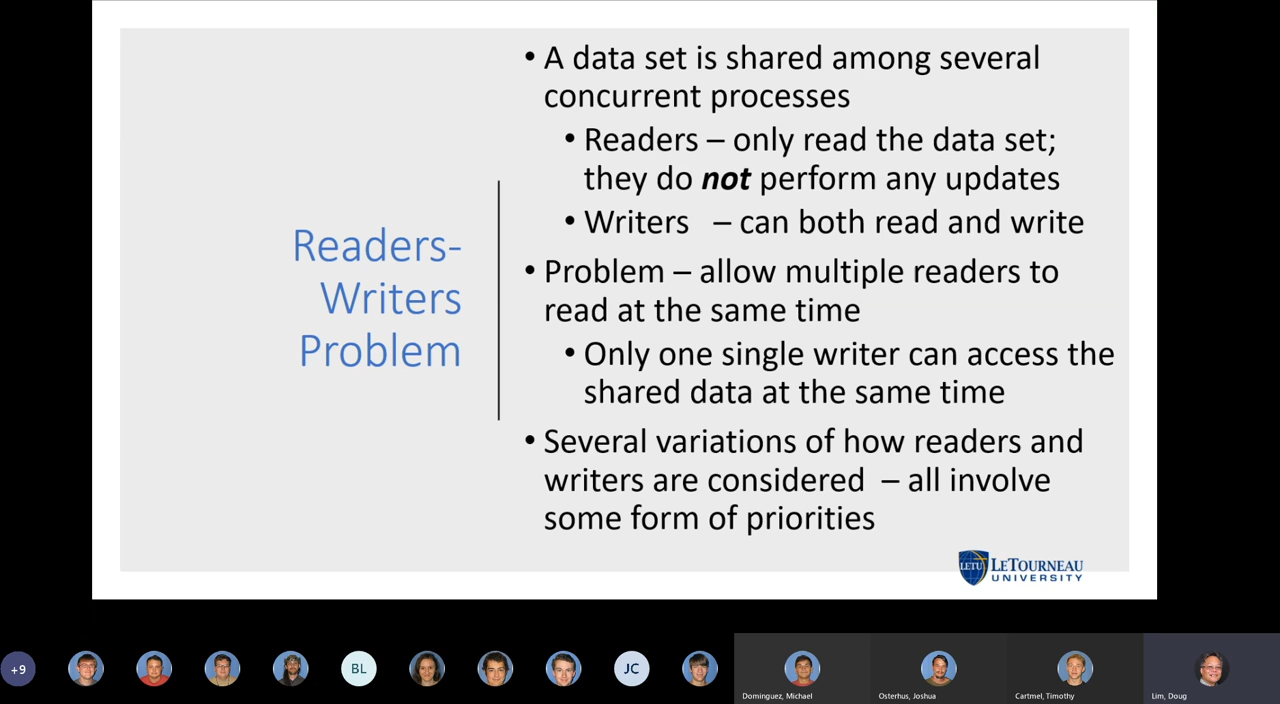 Readers-
Writers
Problem
• A data set is shared among several
concurrent processes
• Readers – only read the data set;
they do not perform any updates
• Writers – can both read and write
• Problem – allow multiple readers to
read at the same time
• Only one single writer can access the
shared data at the same time
• Several variations of how readers and
writers are considered – all involve
some form of priorities
LETU LETOURNEAU
UNIVERSITY
+9
BL
JC
Dominguez, Michael
Osterhus, Joshua
Cartmel, Timothy
Lim, Doug